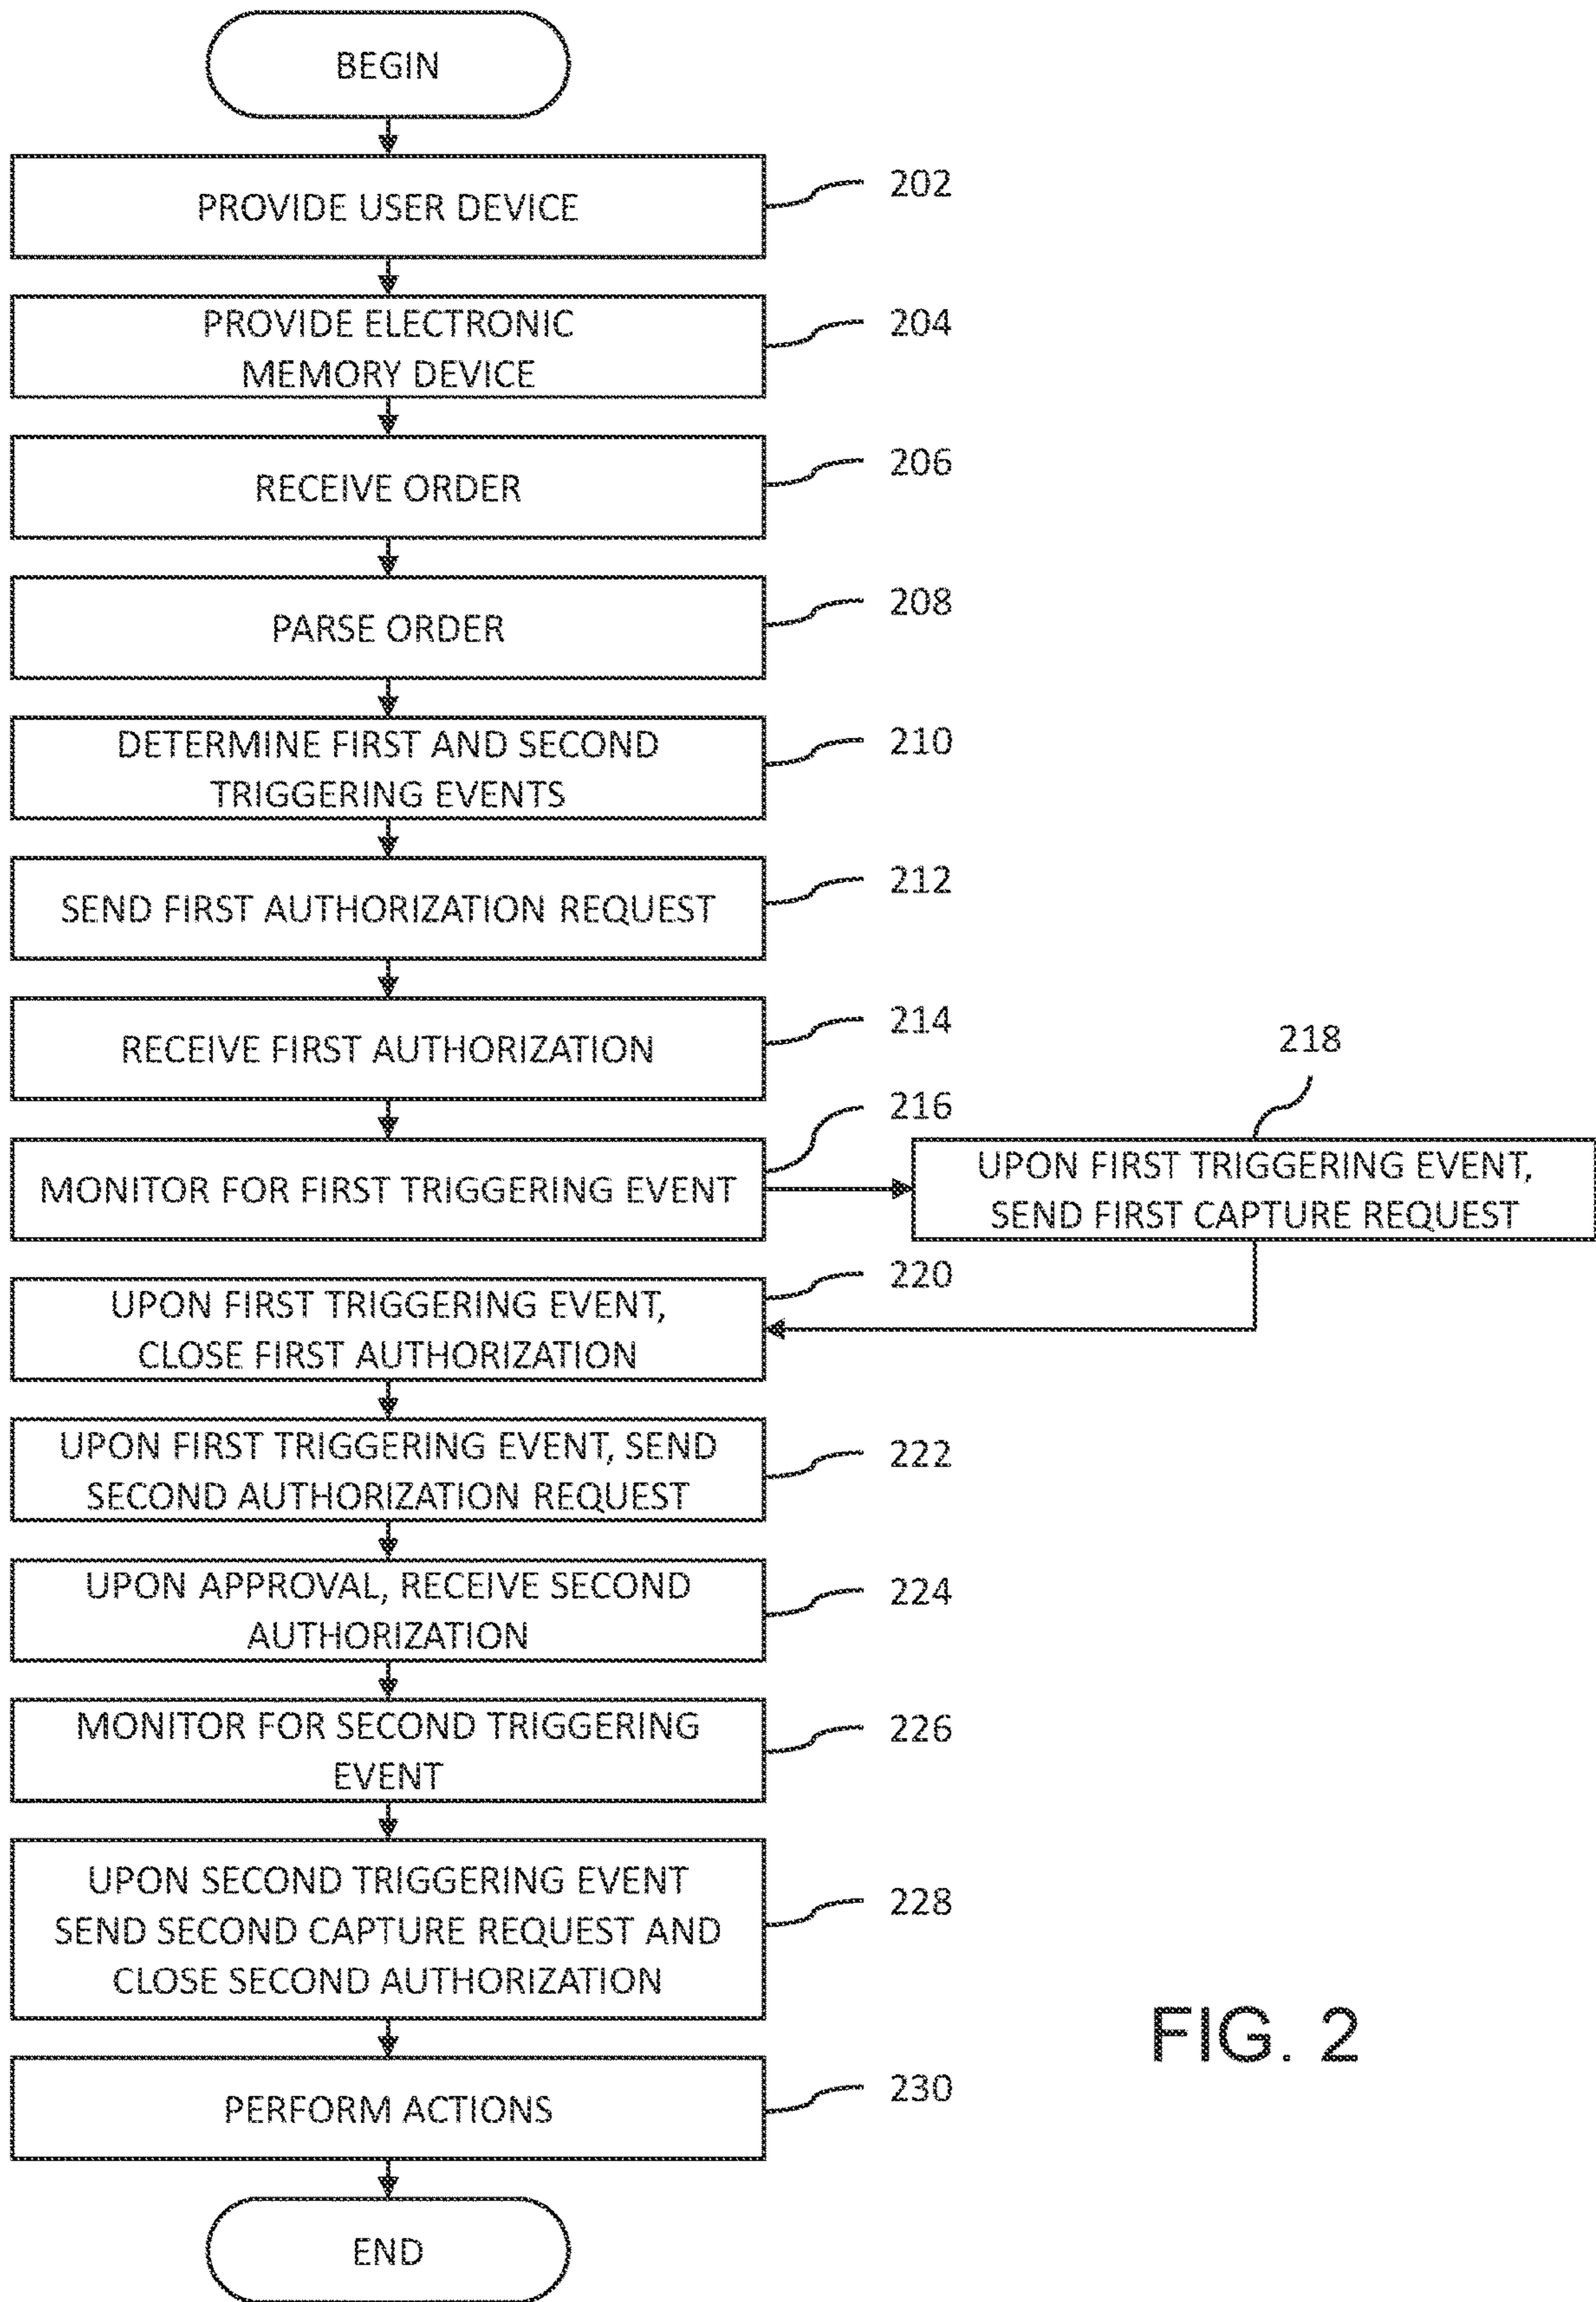 BEGIN
PROVIDE USER DEVICE
202
PROVIDE ELECTRONIC
MEMORY DEVICE
204
RECEIVE ORDER
206
PARSE ORDER
208
DETERMINE FIRST AND SECOND
TRIGGERING EVENTS
210
SEND FIRST AUTHORIZATION REQUEST
212
RECEIVE FIRST AUTHORIZATION
214
MONITOR FOR FIRST TRIGGERING EVENT
216
218
UPON FIRST TRIGGERING EVENT,
SEND FIRST CAPTURE REQUEST
UPON FIRST TRIGGERING EVENT,
CLOSE FIRST AUTHORIZATION
220
UPON FIRST TRIGGERING EVENT, SEND
SECOND AUTHORIZATION REQUEST
222
UPON APPROVAL, RECEIVE SECOND
AUTHORIZATION
224
MONITOR FOR SECOND TRIGGERING
EVENT
226
UPON SECOND TRIGGERING EVENT
SEND SECOND CAPTURE REQUEST AND
CLOSE SECOND AUTHORIZATION
228
PERFORM ACTIONS
230
END
FIG. 2